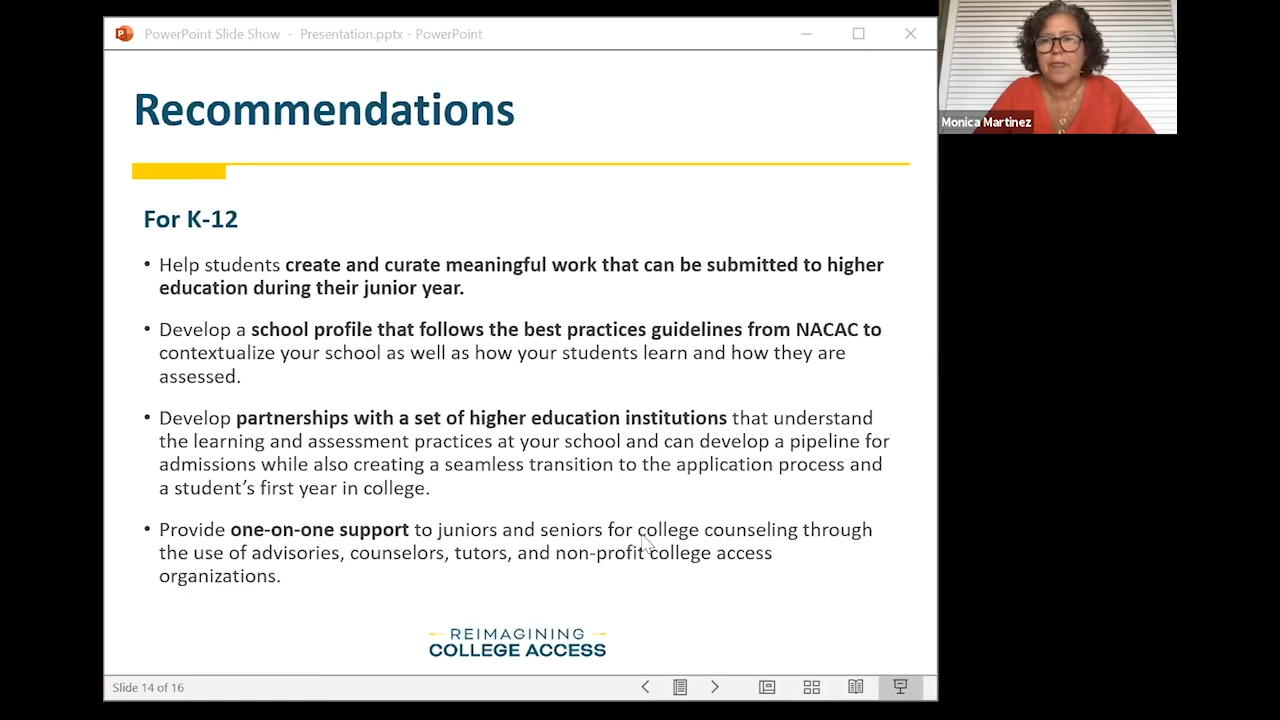 PowerPoint Slide Show - Presentation.pptx - PowerPoint
Monica Martinez
Recommendations
For K-12
• Help students create and curate meaningful work that can be submitted to higher
education during their junior year.
• Develop a school profile that follows the best practices guidelines from NACAC to
contextualize your school as well as how your students learn and how they are
assessed.
• Develop partnerships with a set of higher education institutions that understand
the learning and assessment practices at your school and can develop a pipeline for
admissions while also creating a seamless transition to the application process and
a student’s first year in college.
• Provide one-on-one support to juniors and seniors for college counseling through
the use of advisories, counselors, tutors, and non-profit college access
organizations.
REIMAGINING
COLLEGE ACCESS
Slide 14 of 16